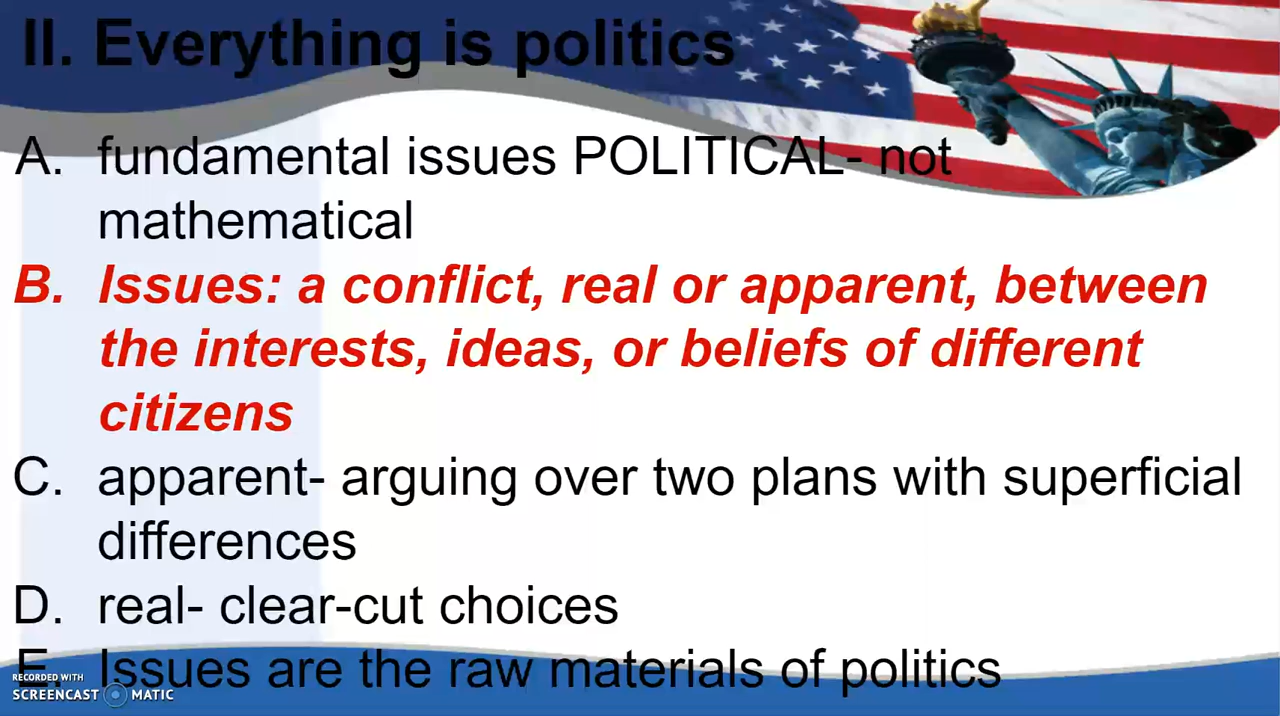 II. Everything is politics
A. fundamental issues POLITICAL- not
mathematical
B. Issues: a conflict, real or apparent, between
the interests, ideas, or beliefs of different
citizens
C. apparent- arguing over two plans with superficial
differences
D. real- clear-cut choices
E. Issues are the raw materials of politics
RECORDED WITH
SCREENCAST MATIC